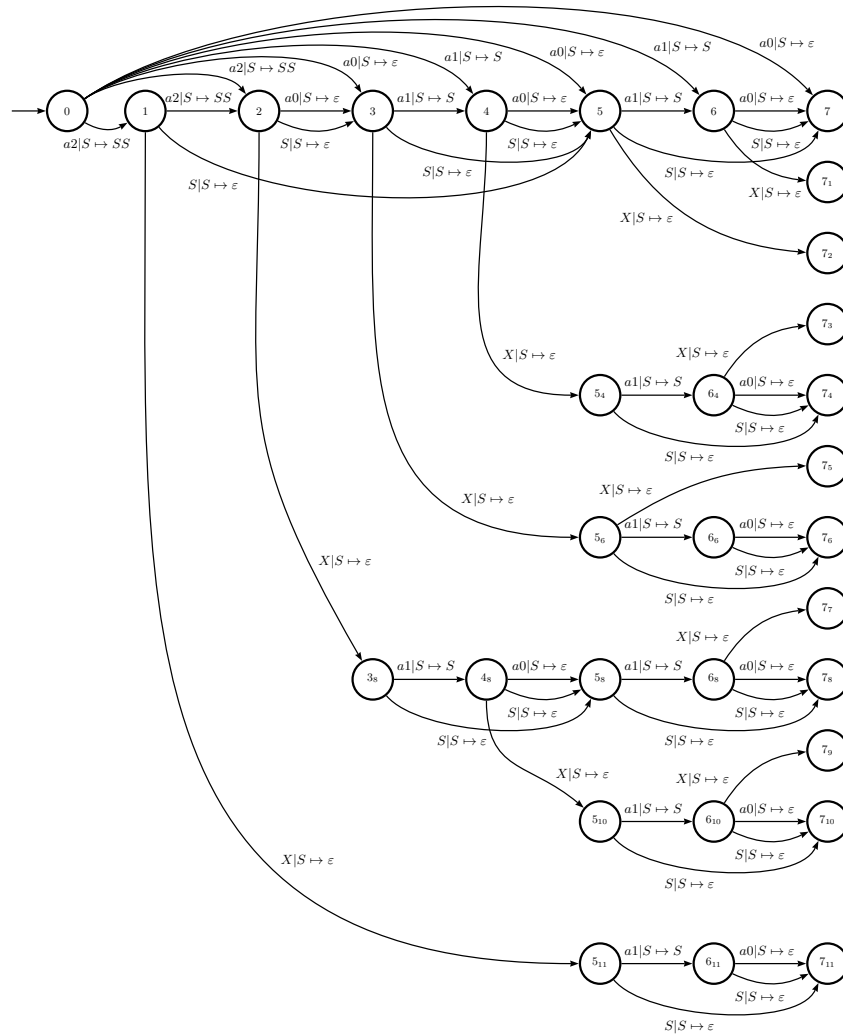 a0|S ↦ ε
a1|S ↦ S
a0|S ↦ ε
a1|S ↦ S
a0|S ↦ ε
a2|S ↦ SS
0 1 2 3 4 5 6 7
a2|S ↦ SS a0|S ↦ ε a1|S ↦ S a0|S ↦ ε a1|S ↦ S a0|S ↦ ε
a2|S ↦ SS S|S ↦ ε S|S ↦ ε S|S ↦ ε
S|S ↦ ε S|S ↦ ε S|S ↦ ε
7₁
X|S ↦ ε
X|S ↦ ε
7₂
7₃
X|S ↦ ε X|S ↦ ε
a1|S ↦ S a0|S ↦ ε
5₄ 6₄ 7₄
S|S ↦ ε
S|S ↦ ε
7₅
X|S ↦ ε X|S ↦ ε
a1|S ↦ S a0|S ↦ ε
5₆ 6₆ 7₆
S|S ↦ ε
S|S ↦ ε
X|S ↦ ε
7₇
X|S ↦ ε
a1|S ↦ S a0|S ↦ ε a1|S ↦ S a0|S ↦ ε
3₈ 4₈ 5₈ 6₈ 7₈
S|S ↦ ε S|S ↦ ε
S|S ↦ ε S|S ↦ ε
7₉
X|S ↦ ε X|S ↦ ε
a1|S ↦ S a0|S ↦ ε
5₁₀ 6₁₀ 7₁₀
S|S ↦ ε
S|S ↦ ε
X|S ↦ ε
a1|S ↦ S a0|S ↦ ε
5₁₁ 6₁₁ 7₁₁
S|S ↦ ε
S|S ↦ ε